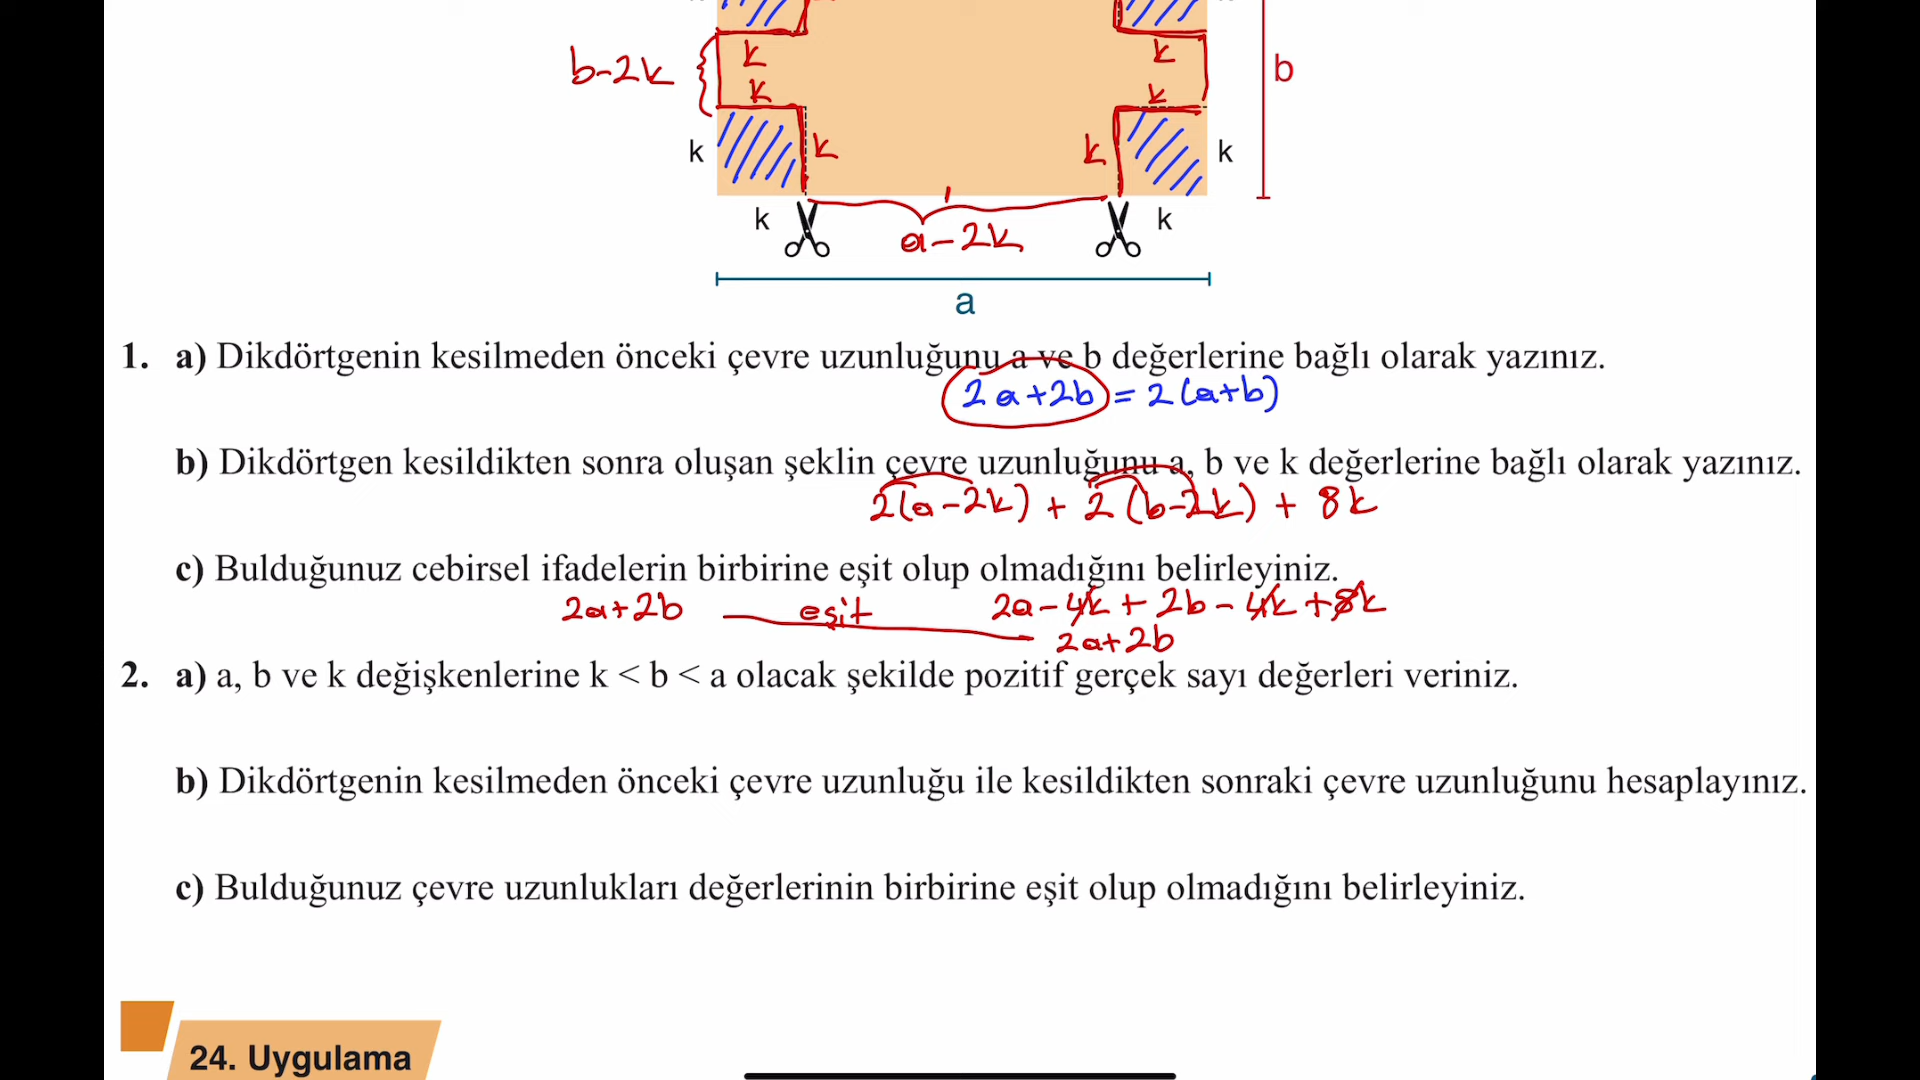 k
k
b-2k
b
k
k
k
k
k
k
k
k
a-2k
a
1. a) Dikdörtgenin kesilmeden önceki çevre uzunluğunu a ve b değerlerine bağlı olarak yazınız.
2a+2b = 2(a+b)
b) Dikdörtgen kesildikten sonra oluşan şeklin çevre uzunluğunu a, b ve k değerlerine bağlı olarak yazınız.
2(a-2k) + 2(b-2k) + 8k
c) Bulduğunuz cebirsel ifadelerin birbirine eşit olup olmadığını belirleyiniz.
2a+2b eşit 2a-4k+2b-4k+8k
2a+2b
2. a) a, b ve k değişkenlerine k < b < a olacak şekilde pozitif gerçek sayı değerleri veriniz.
b) Dikdörtgenin kesilmeden önceki çevre uzunluğu ile kesildikten sonraki çevre uzunluğunu hesaplayınız.
c) Bulduğunuz çevre uzunlukları değerlerinin birbirine eşit olup olmadığını belirleyiniz.
24. Uygulama